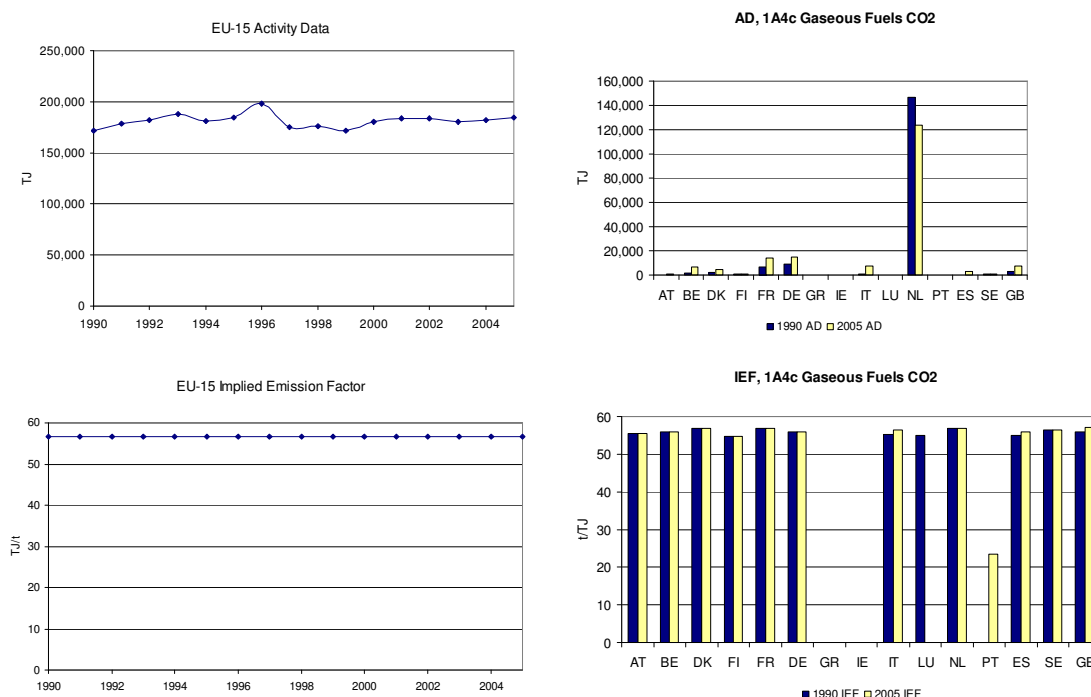 EU-15 Activity Data
250,000
200,000
150,000
100,000
50,000
0
TJ
1990 1992 1994 1996 1998 2000 2002 2004
AD, 1A4c Gaseous Fuels CO2
160,000
140,000
120,000
100,000
80,000
60,000
40,000
20,000
0
TJ
AT BE DK FI FR DE GR IE IT LU NL PT ES SE GB
1990 AD 2005 AD
EU-15 Implied Emission Factor
60
50
40
30
20
10
0
TJ/t
1990 1992 1994 1996 1998 2000 2002 2004
IEF, 1A4c Gaseous Fuels CO2
60
50
40
30
20
10
0
t/TJ
AT BE DK FI FR DE GR IE IT LU NL PT ES SE GB
1990 IEF 2005 IEF